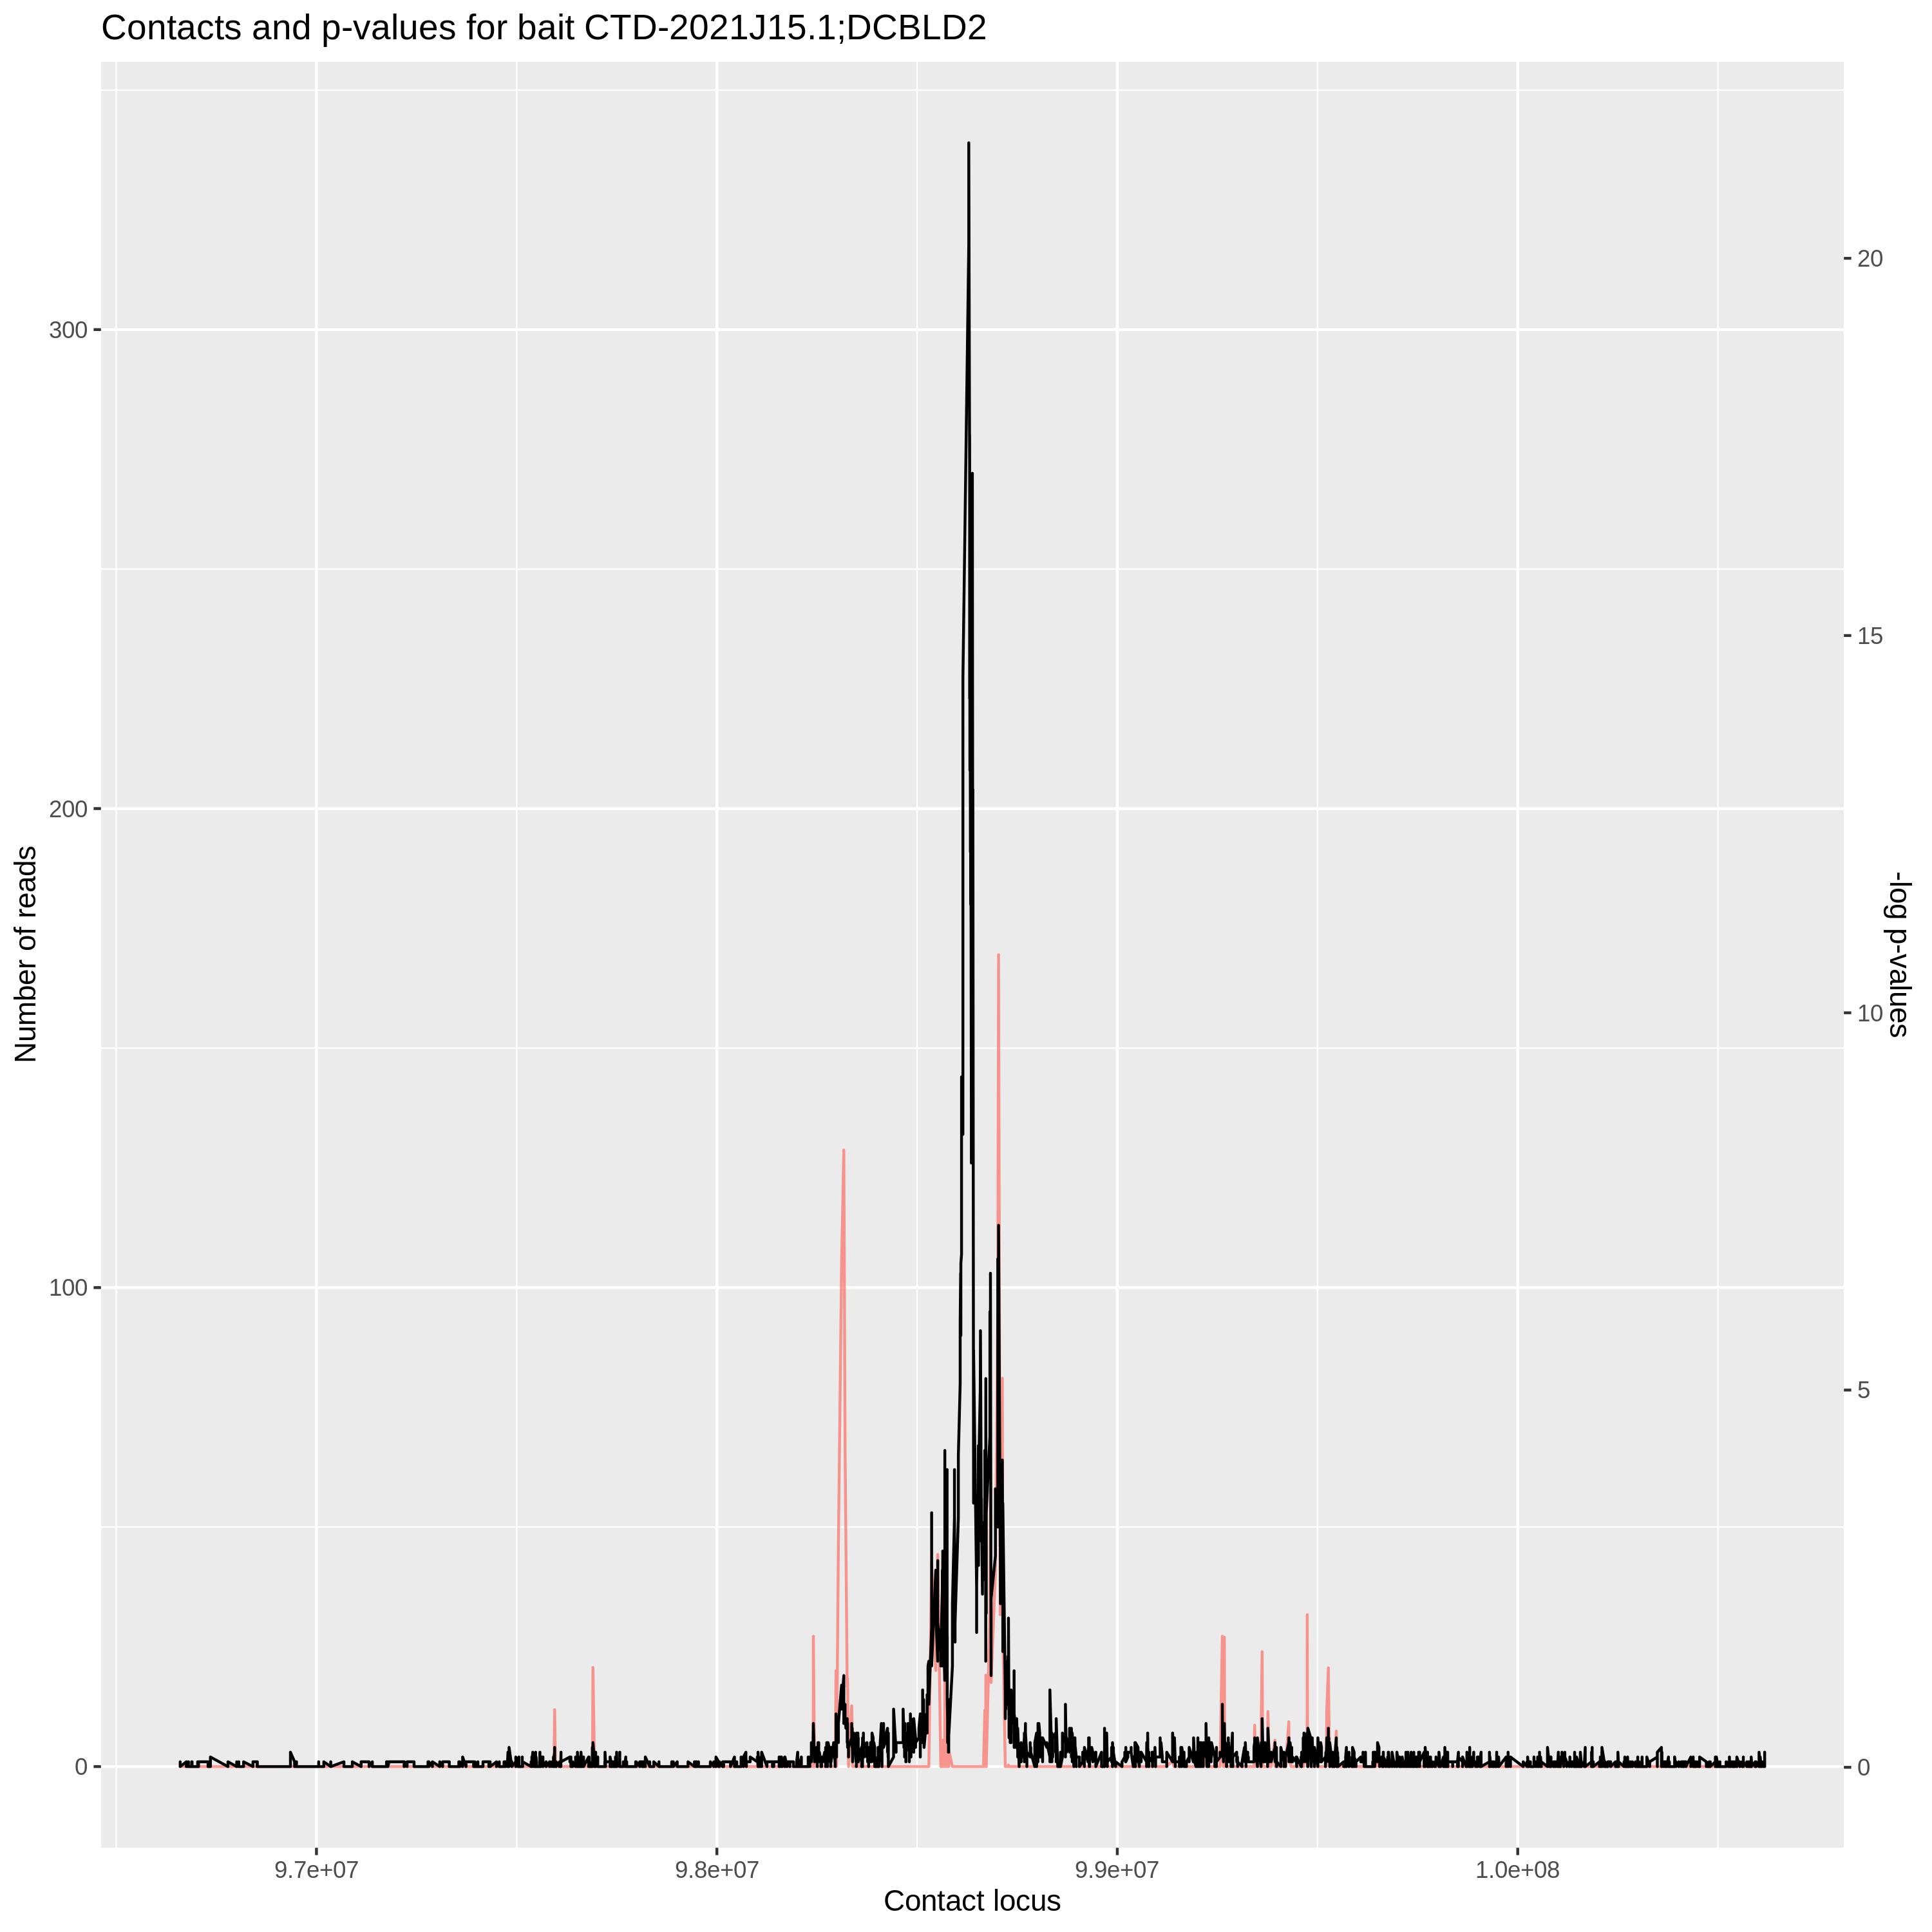 Contacts and p-values for bait CTD-2021J15.1;DCBLD2
Number of reads
300
200
100
0
20
15
10
5
0
-log p-values
9.7e+07
9.8e+07
9.9e+07
1.0e+08
Contact locus